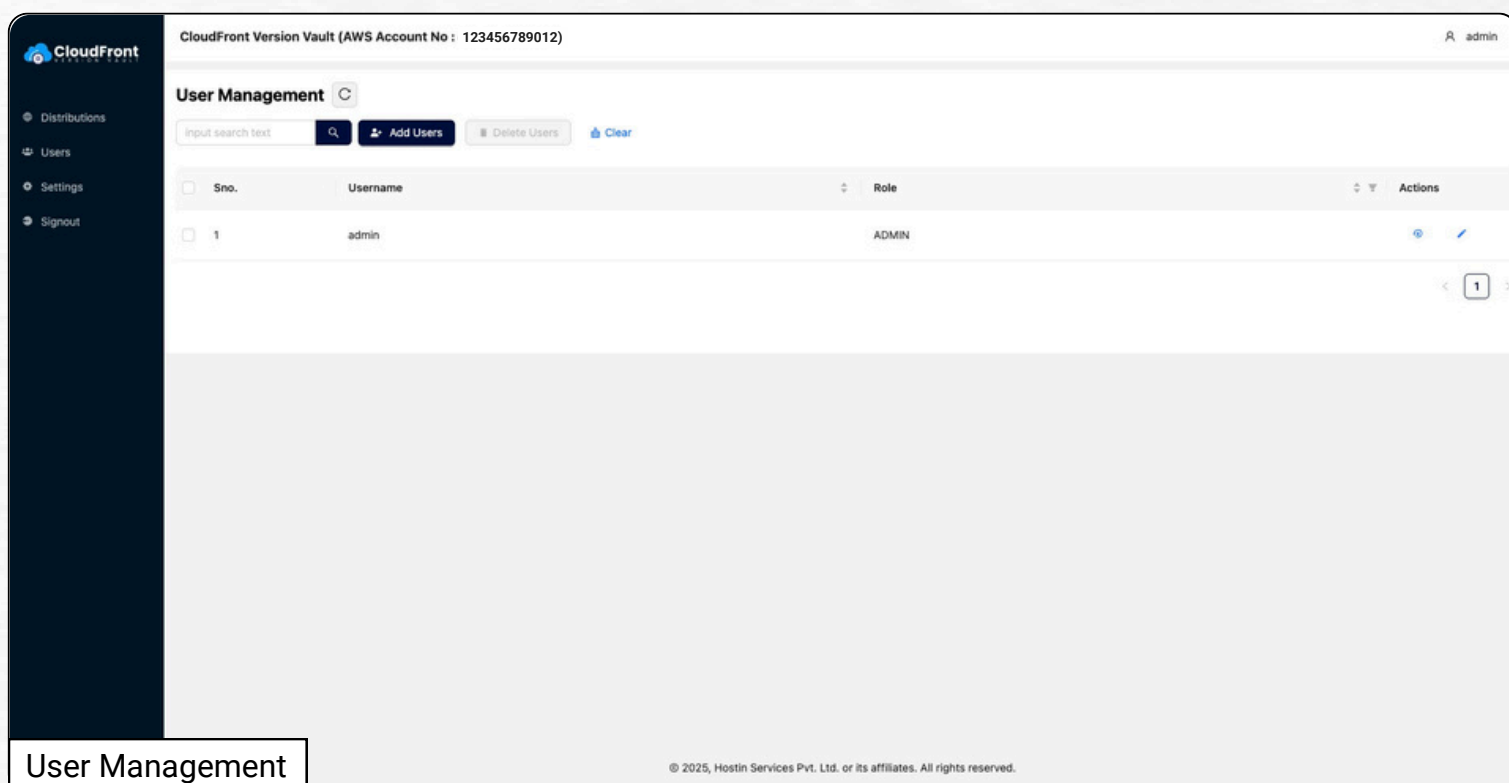 CloudFront
VERSION VAULT
CloudFront Version Vault (AWS Account No : 123456789012)
admin
Distributions
Users
Settings
Signout
User Management
input search text
Add Users
Delete Users
Clear
Sno.
Username
Role
Actions
1
admin
ADMIN
1
User Management
© 2025, Hostin Services Pvt. Ltd. or its affiliates. All rights reserved.